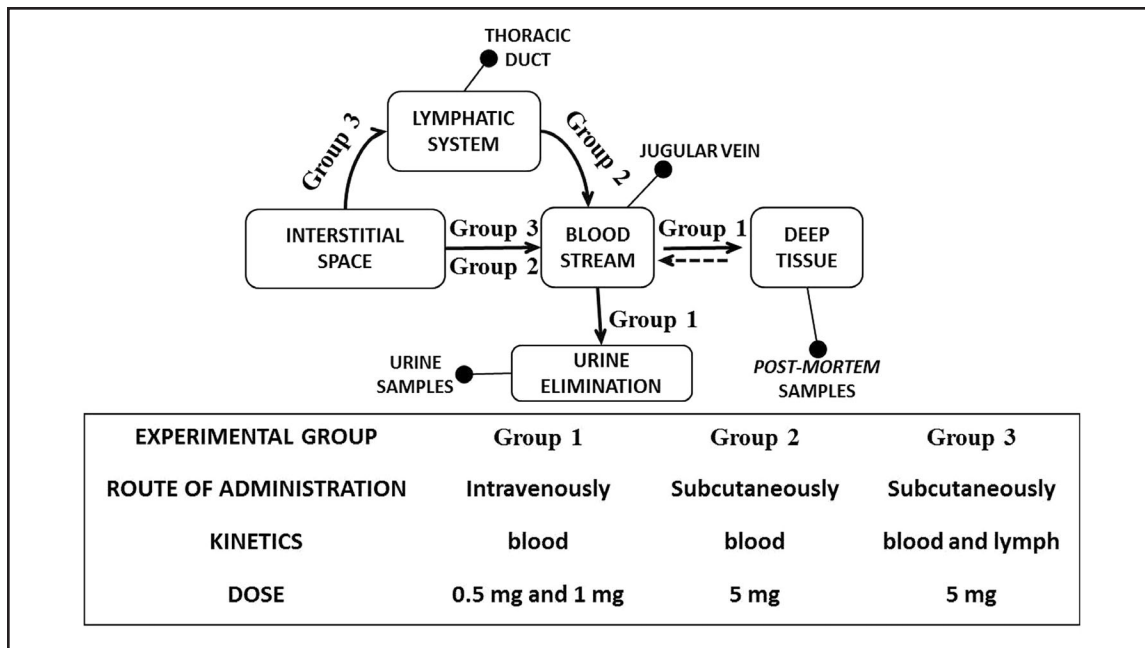 THORACIC
DUCT
LYMPHATIC
SYSTEM
Group 3
Group 2
JUGULAR VEIN
INTERSTITIAL
SPACE
Group 3
Group 2
BLOOD
STREAM
Group 1
DEEP
TISSUE
Group 1
URINE
SAMPLES
URINE
ELIMINATION
POST-MORTEM
SAMPLES
EXPERIMENTAL GROUP Group 1 Group 2 Group 3
ROUTE OF ADMINISTRATION Intravenously Subcutaneously Subcutaneously
KINETICS blood blood blood and lymph
DOSE 0.5 mg and 1 mg 5 mg 5 mg